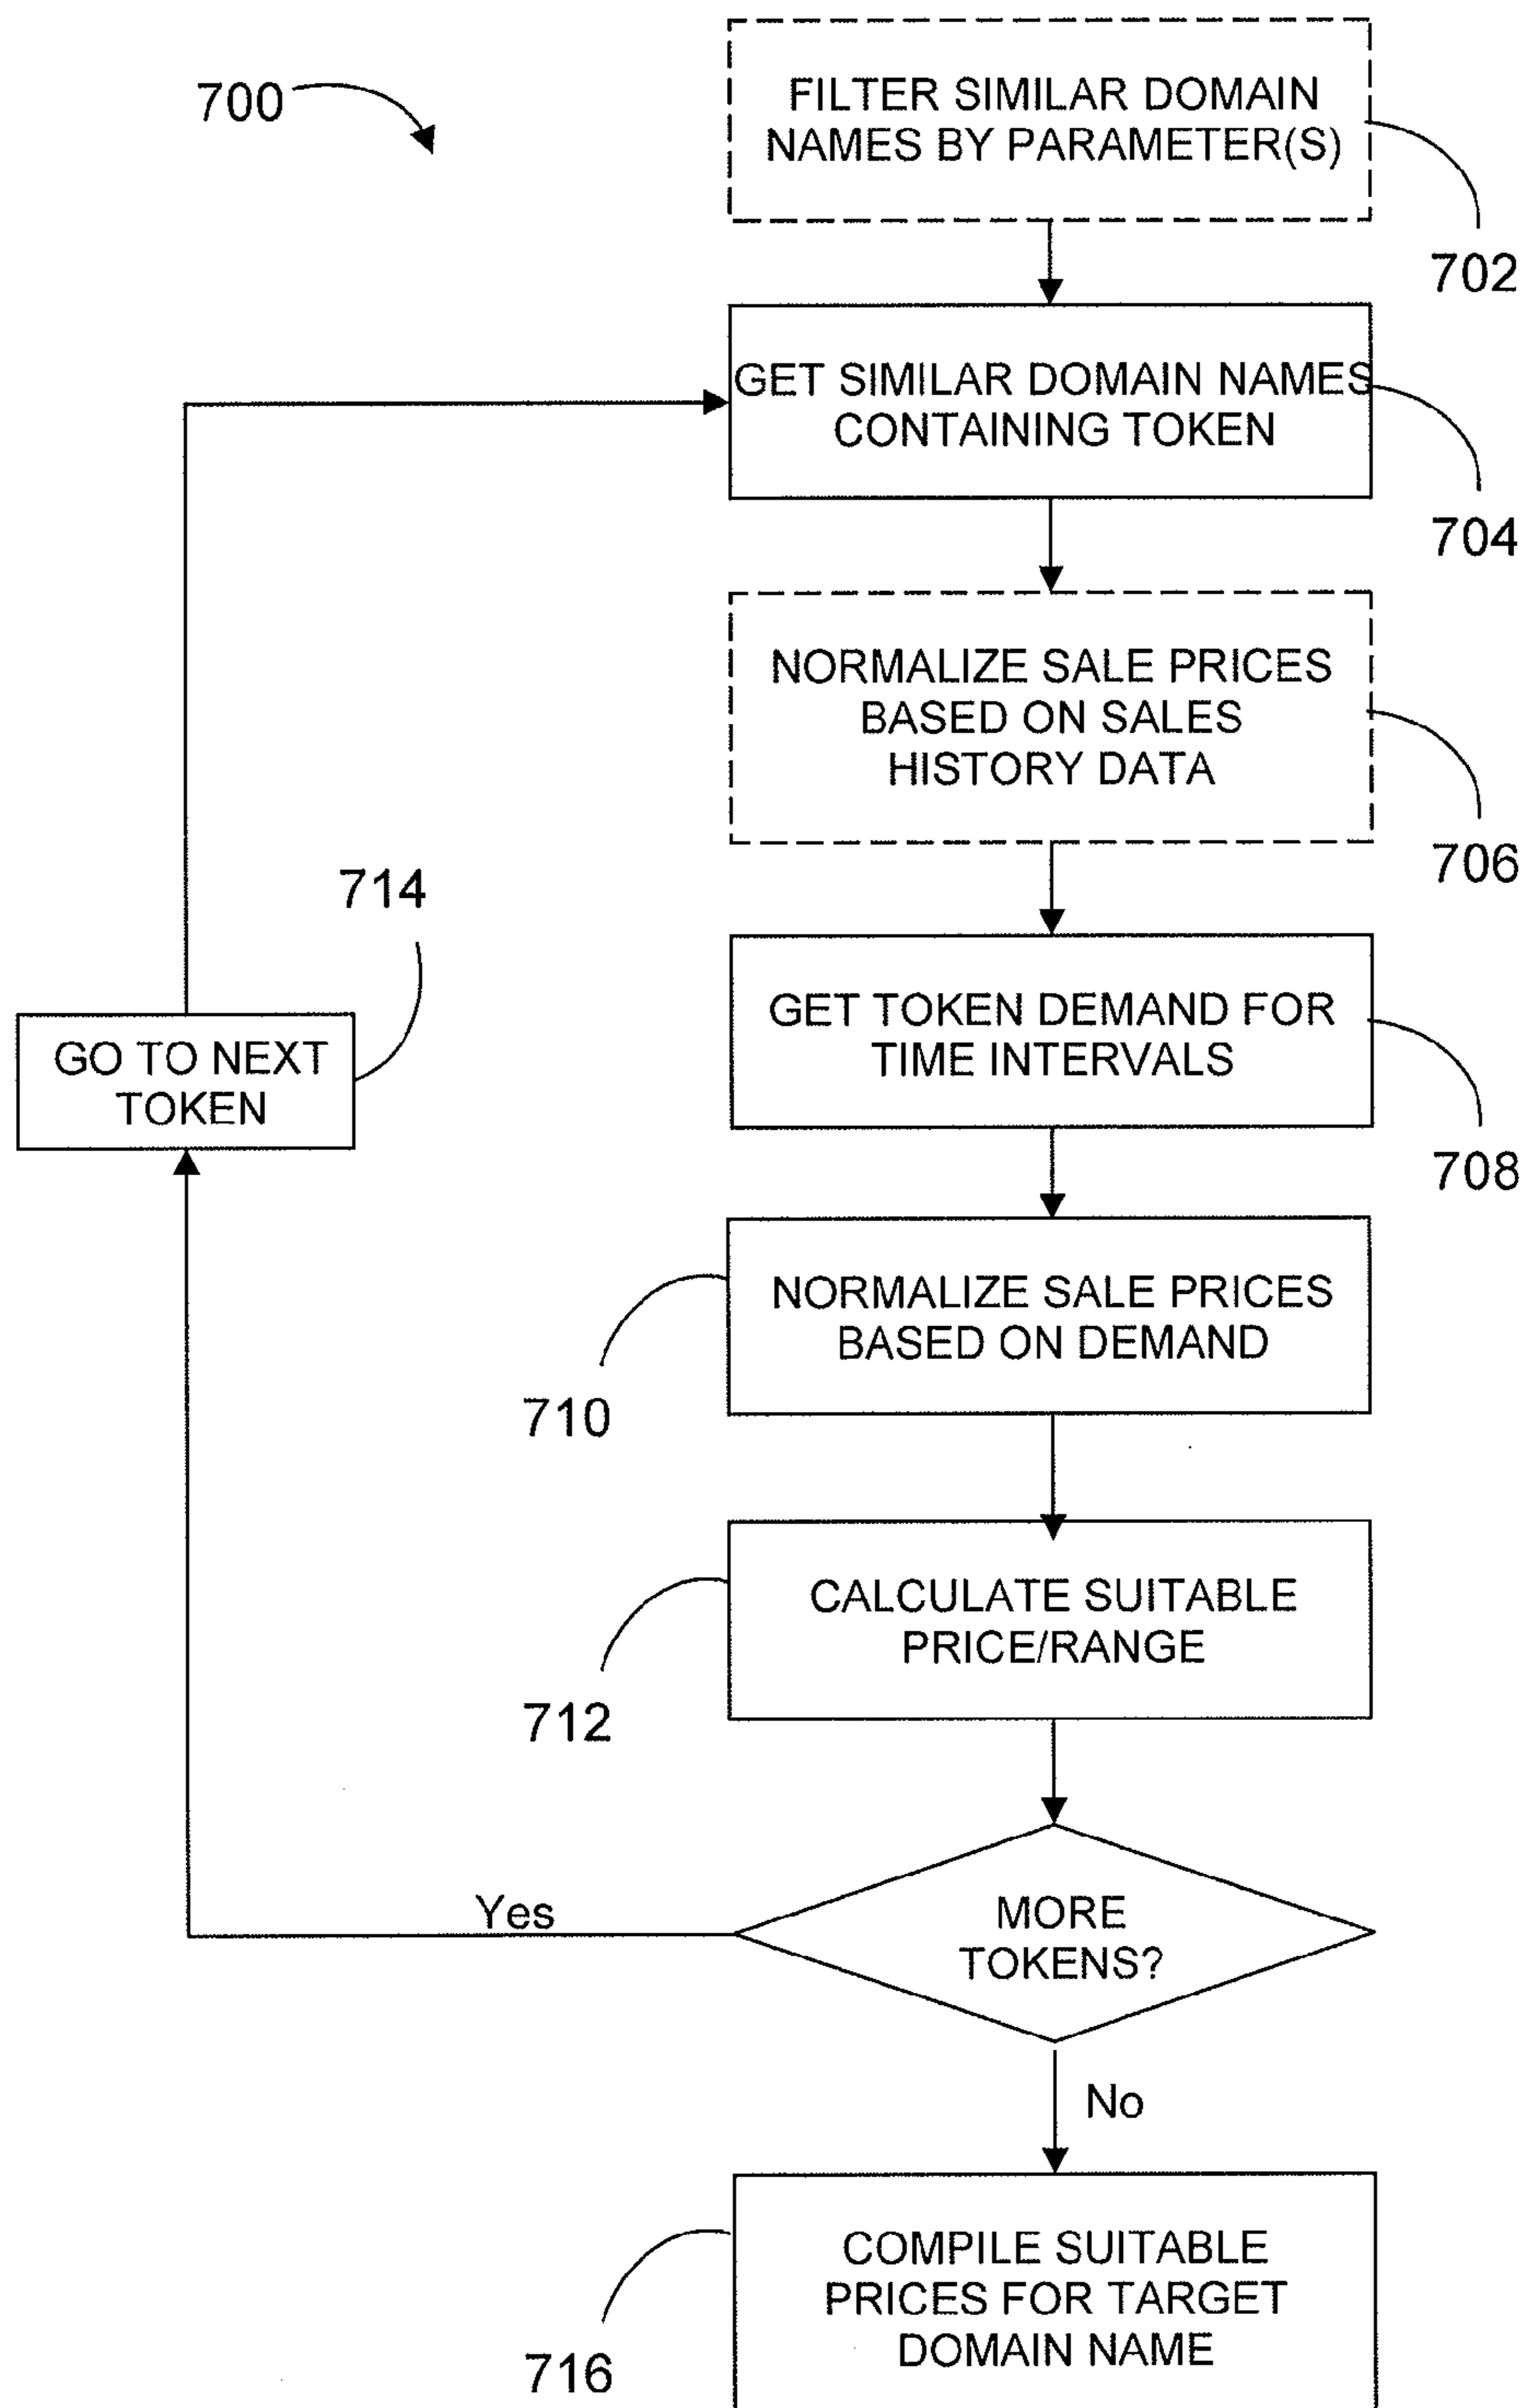 700
FILTER SIMILAR DOMAIN
NAMES BY PARAMETER(S)
702
GET SIMILAR DOMAIN NAMES
CONTAINING TOKEN
704
NORMALIZE SALE PRICES
BASED ON SALES
HISTORY DATA
706
714
GO TO NEXT
TOKEN
GET TOKEN DEMAND FOR
TIME INTERVALS
708
NORMALIZE SALE PRICES
BASED ON DEMAND
710
CALCULATE SUITABLE
PRICE/RANGE
712
MORE
TOKENS?
Yes
No
COMPILE SUITABLE
PRICES FOR TARGET
DOMAIN NAME
716